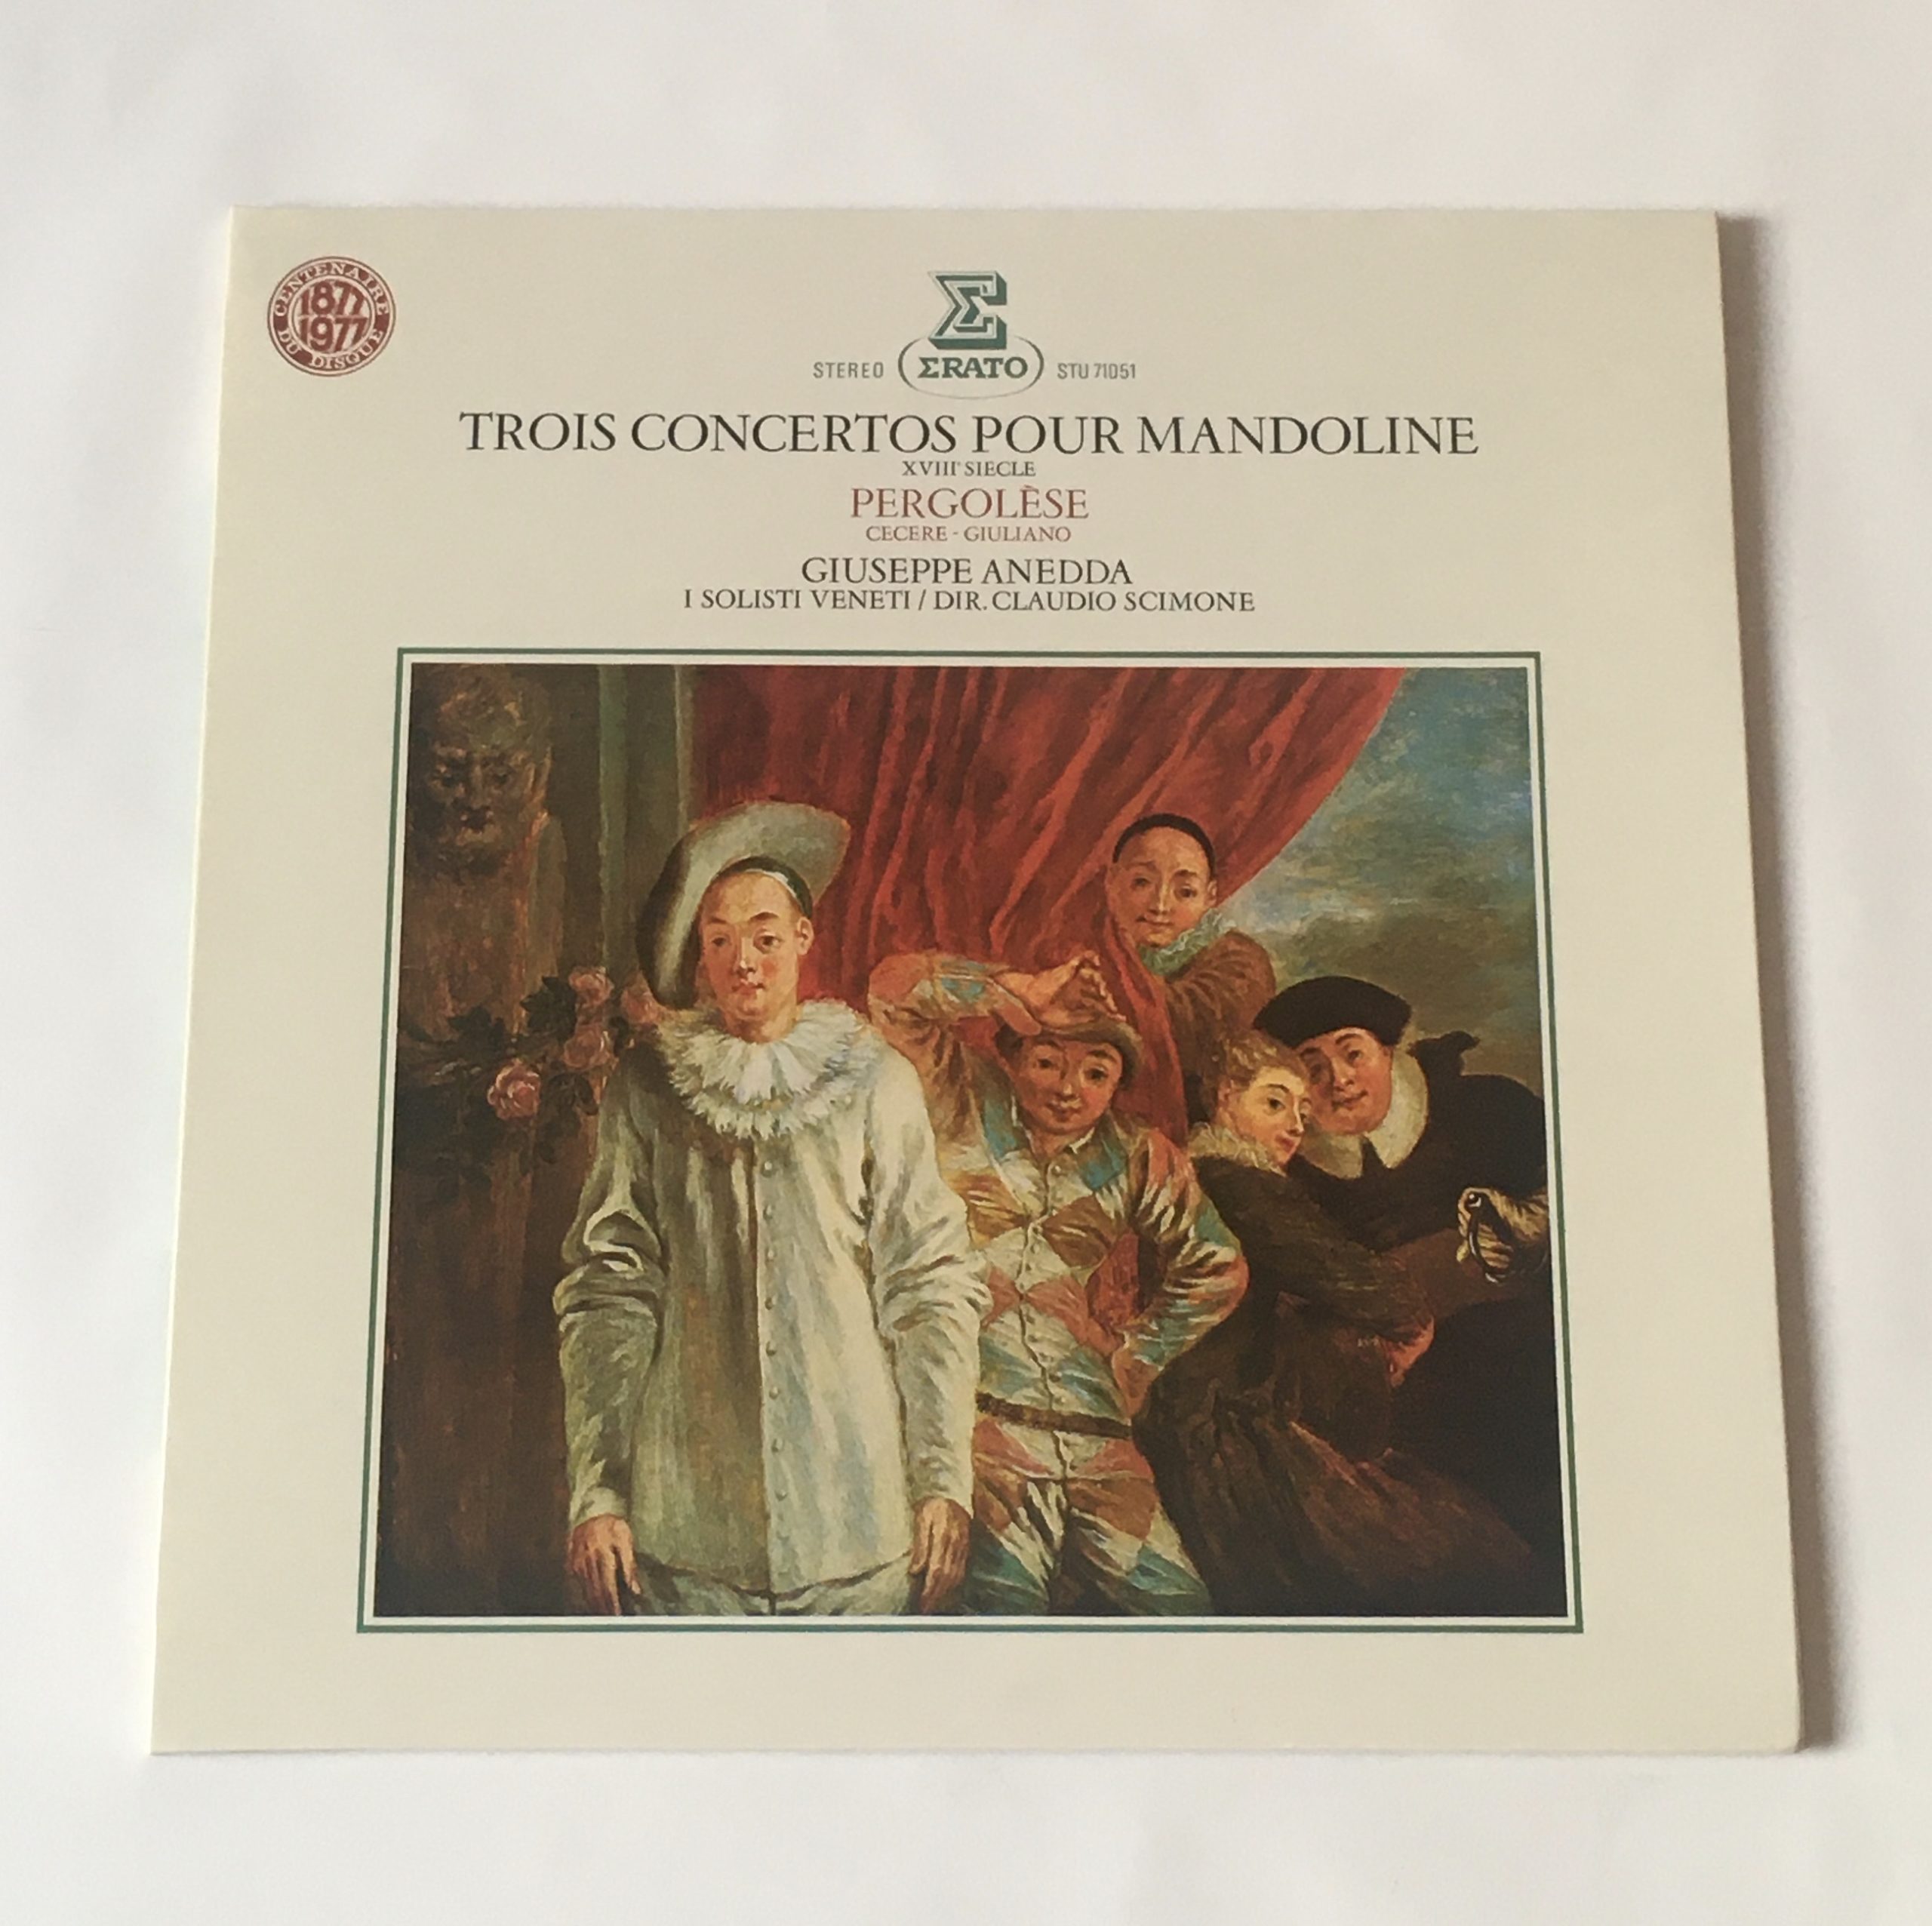 CENTENAIRE
1877
1977
DU DISQUE
Σ
STEREO ΣRATO STU 71051
TROIS CONCERTOS POUR MANDOLINE
XVIIIᵉ SIECLE
PERGOLÈSE
CECERE - GIULIANO
GIUSEPPE ANEDDA
I SOLISTI VENETI / DIR. CLAUDIO SCIMONE